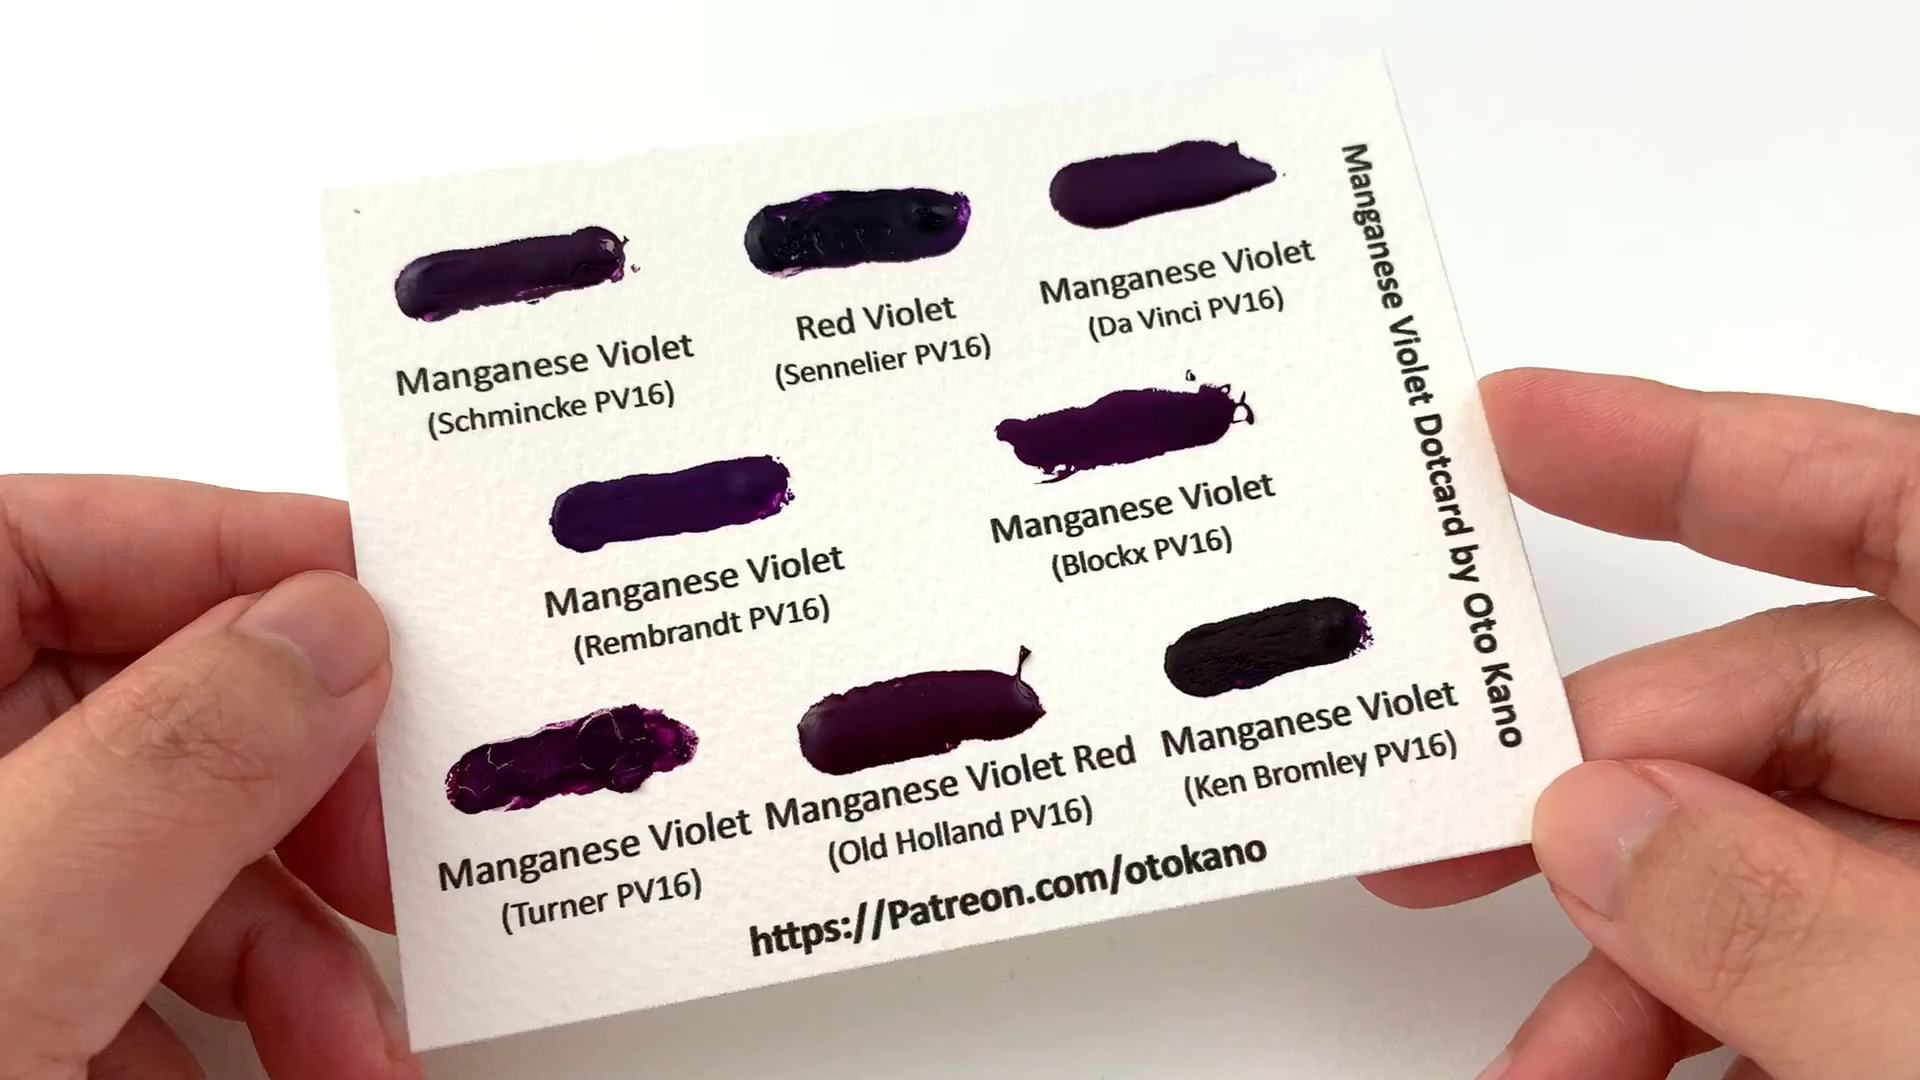 Manganese Violet
(Schmincke PV16)
Red Violet
(Sennelier PV16)
Manganese Violet
(Da Vinci PV16)
Manganese Violet
(Rembrandt PV16)
Manganese Violet
(Blockx PV16)
Manganese Violet
(Turner PV16)
Manganese Violet Red
(Old Holland PV16)
Manganese Violet
(Ken Bromley PV16)
https://Patreon.com/otokano
Manganese Violet Dotcard by Oto Kano